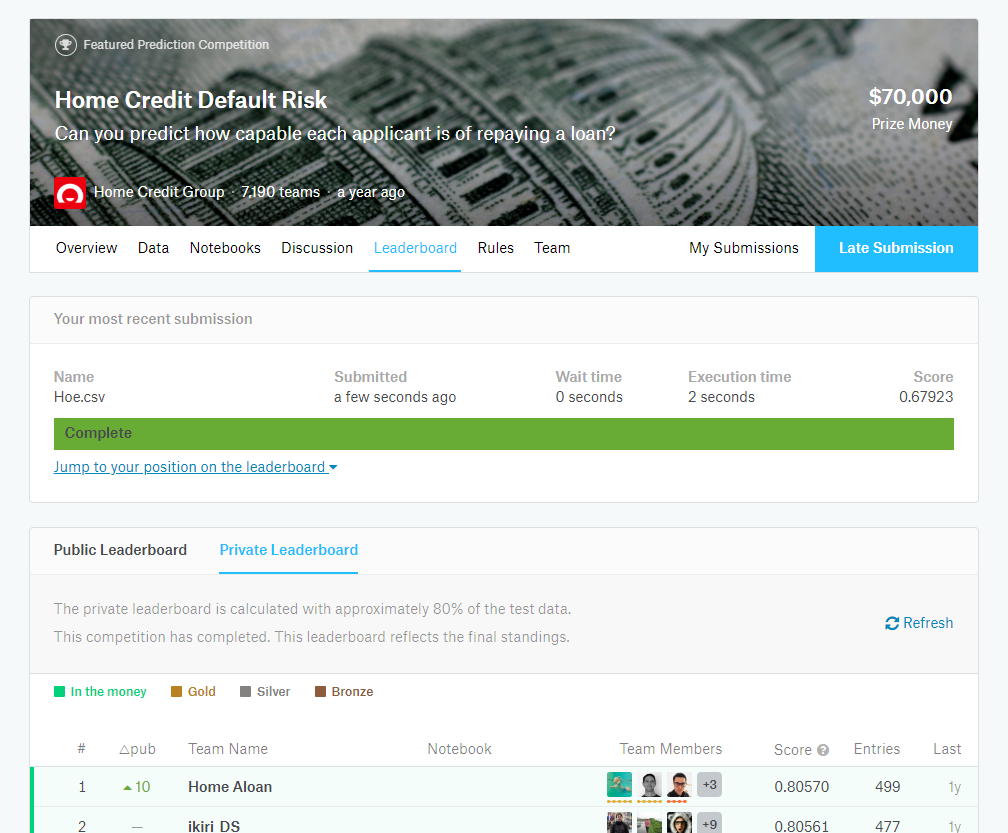 Featured Prediction Competition
Home Credit Default Risk
$70,000
Can you predict how capable each applicant is of repaying a loan?
Prize Money
Home Credit Group · 7,190 teams · a year ago
Overview Data Notebooks Discussion Leaderboard Rules Team My Submissions Late Submission
Your most recent submission
Name Submitted Wait time Execution time Score
Hoe.csv a few seconds ago 0 seconds 2 seconds 0.67923
Complete
Jump to your position on the leaderboard
Public Leaderboard Private Leaderboard
The private leaderboard is calculated with approximately 80% of the test data.
This competition has completed. This leaderboard reflects the final standings.
Refresh
In the money Gold Silver Bronze
# △pub Team Name Notebook Team Members Score Entries Last
1 10 Home Aloan +3 0.80570 499 1y
2 — ikiri_DS +9 0.80561 477 1y